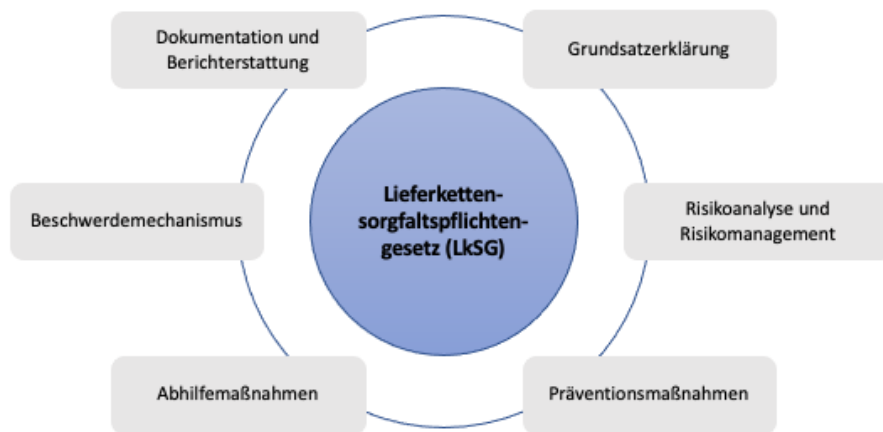 Dokumentation und
Berichterstattung
Grundsatzerklärung
Beschwerdemechanismus
Lieferketten-
sorgfaltspflichten-
gesetz (LkSG)
Risikoanalyse und
Risikomanagement
Abhilfemaßnahmen
Präventionsmaßnahmen